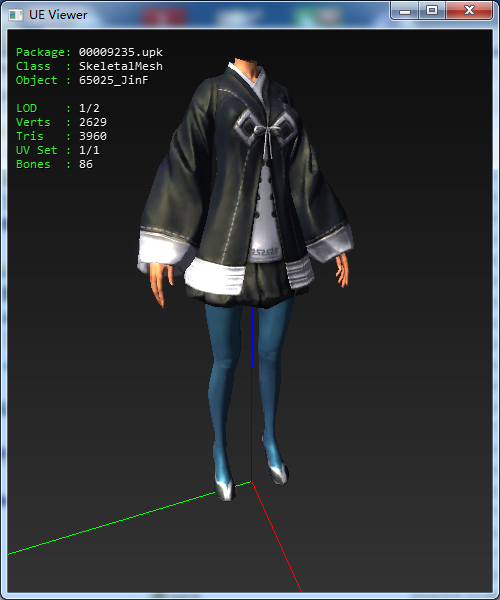 UE Viewer
Package: 00009235.upk
Class : SkeletalMesh
Object : 65025_JinF
LOD : 1/2
Verts : 2629
Tris : 3960
UV Set : 1/1
Bones : 86